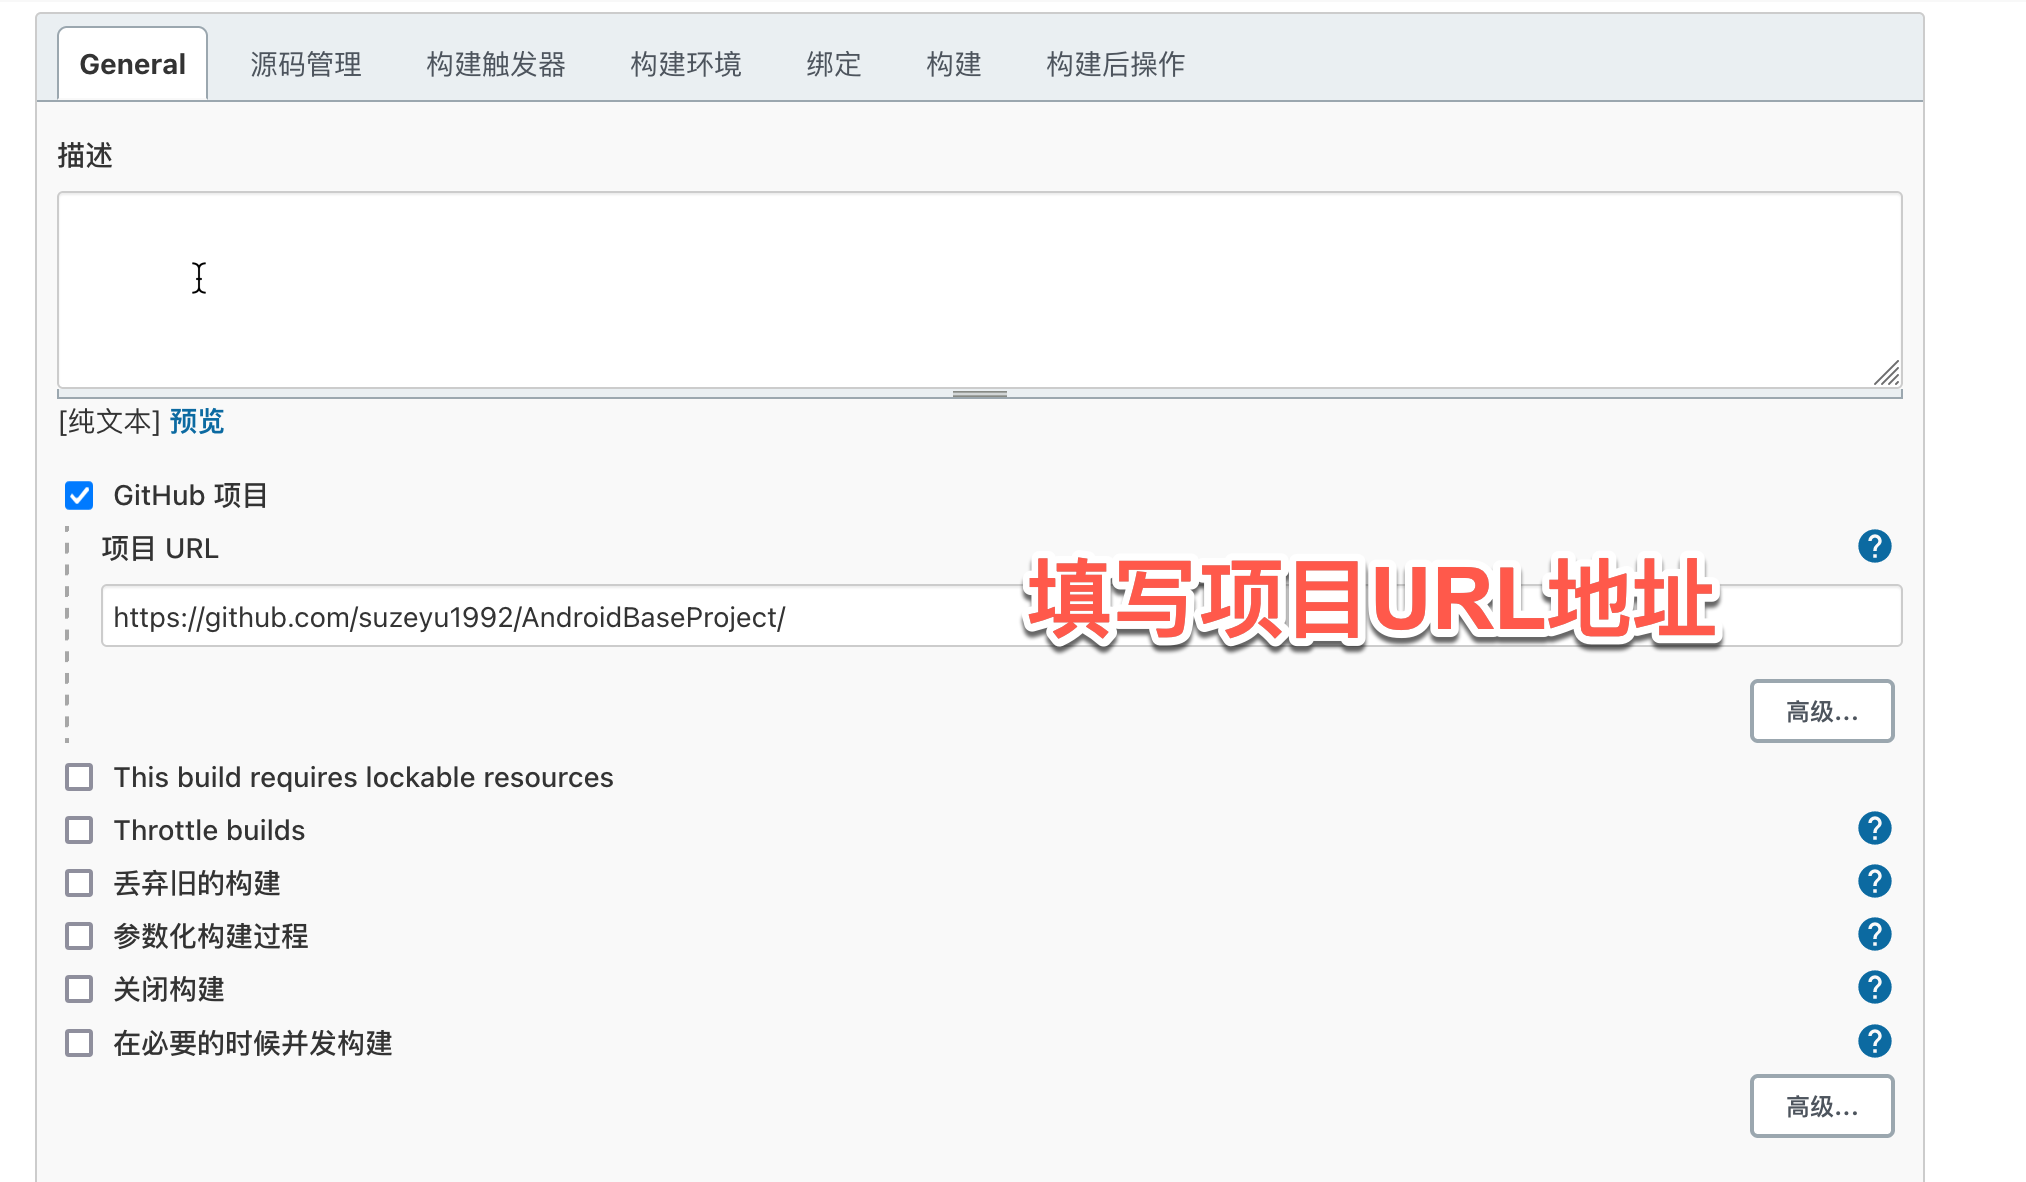 General 源码管理 构建触发器 构建环境 绑定 构建 构建后操作
描述
[纯文本] 预览
GitHub 项目
项目 URL
?
https://github.com/suzeyu1992/AndroidBaseProject/
填写项目URL地址
高级...
This build requires lockable resources
Throttle builds ?
丢弃旧的构建 ?
参数化构建过程 ?
关闭构建 ?
在必要的时候并发构建 ?
高级...